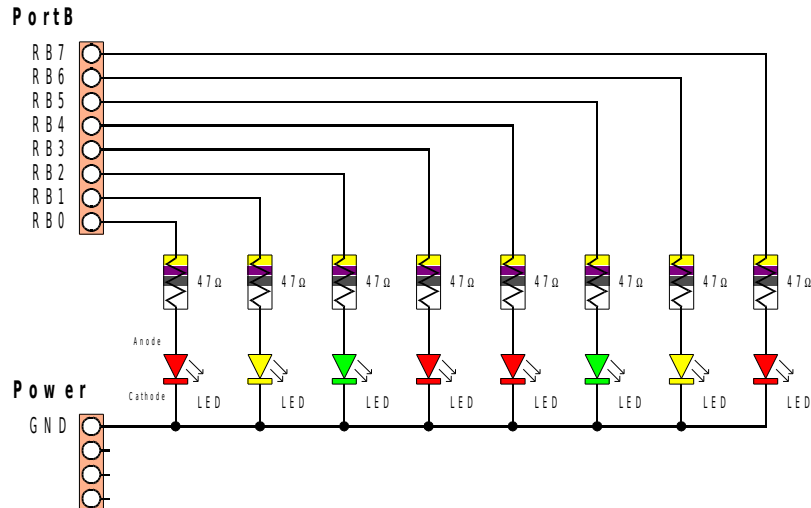 PortB
RB7
RB6
RB5
RB4
RB3
RB2
RB1
RB0
47Ω 47Ω 47Ω 47Ω 47Ω 47Ω 47Ω 47Ω
Anode
Power
Cathode
LED LED LED LED LED LED LED LED
GND